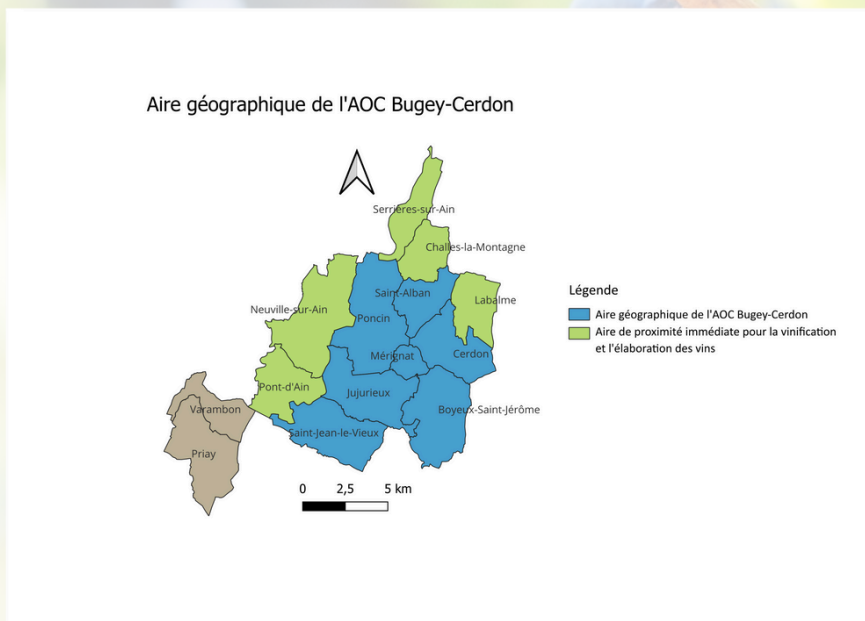 Aire géographique de l'AOC Bugey-Cerdon
Serrières-sur-Ain
Challes-la-Montagne
Saint-Alban
Labalme
Neuville-sur-Ain
Poncin
Mérignat
Cerdon
Pont-d'Ain
Jujurieux
Varambon
Boyeux-Saint-Jérôme
Saint-Jean-le-Vieux
Priay
0 2,5 5 km
Légende
Aire géographique de l'AOC Bugey-Cerdon
Aire de proximité immédiate pour la vinification
et l'élaboration des vins